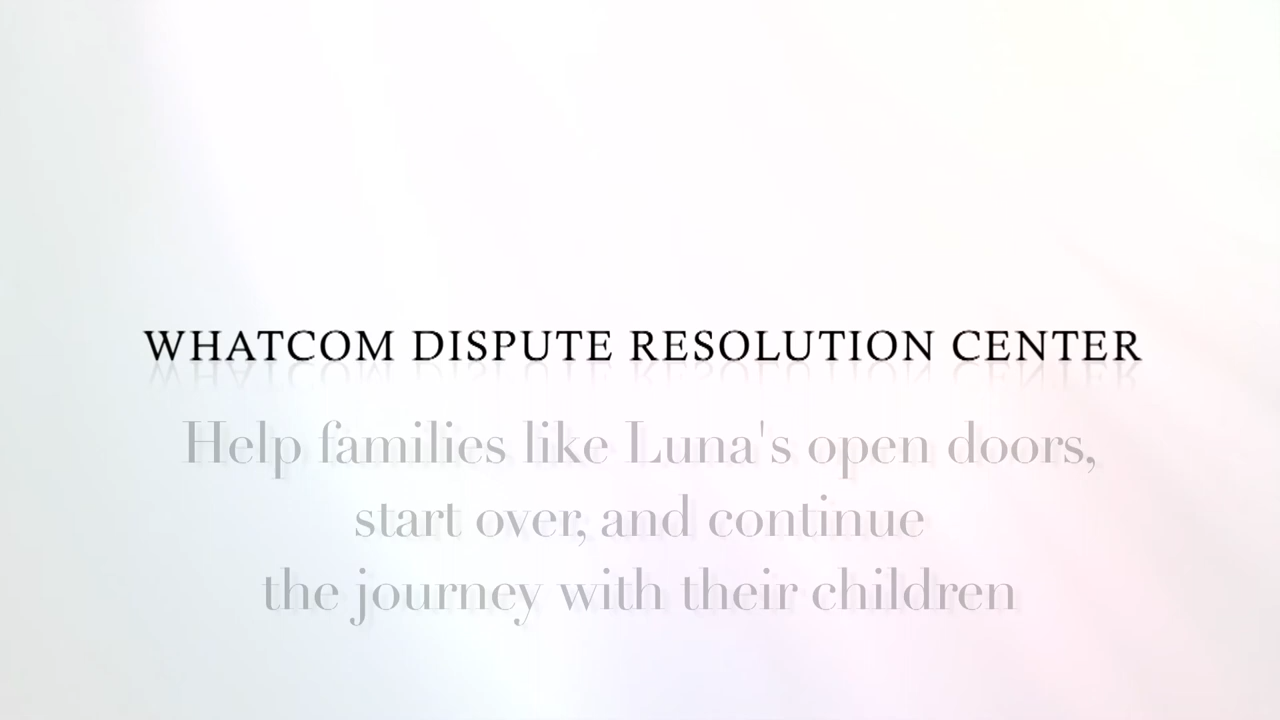 WHATCOM DISPUTE RESOLUTION CENTER
Help families like Luna's open doors,
start over, and continue
the journey with their children